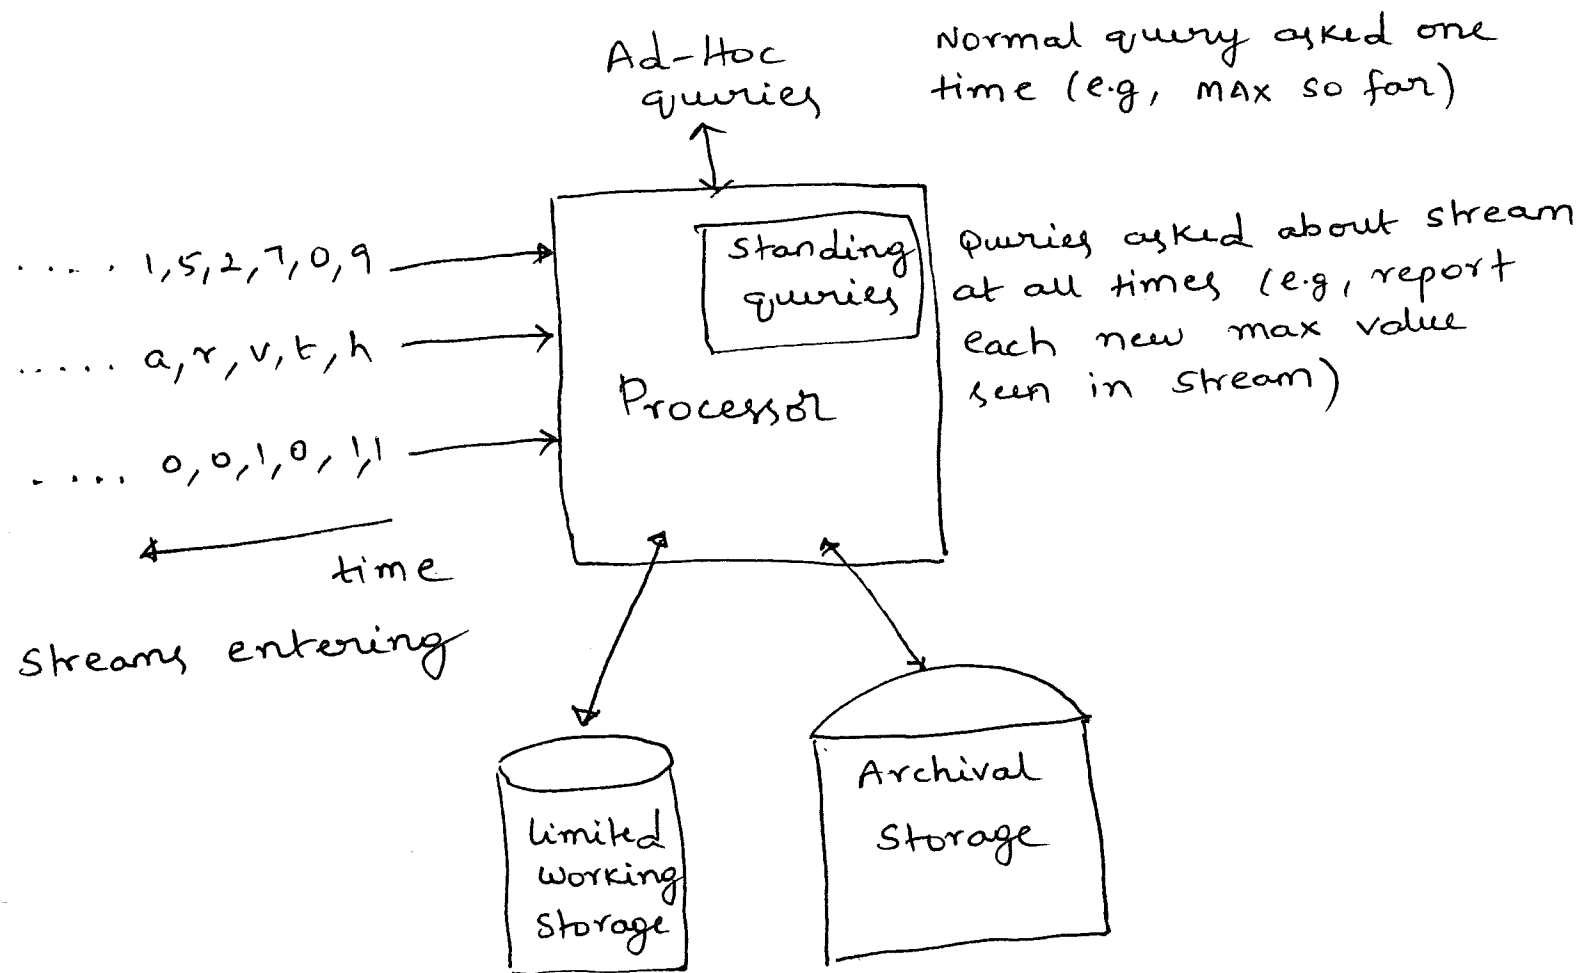 Ad-Hoc
queries
Normal query asked one
time (e.g, MAX so far)
.... 1,5,2,7,0,9
..... a,r,v,t,h
.... 0,0,1,0,1,1
time
Streams entering
Standing
queries
Processor
Queries asked about stream
at all times (e.g, report
each new max value
seen in stream)
limited
working
storage
Archival
Storage